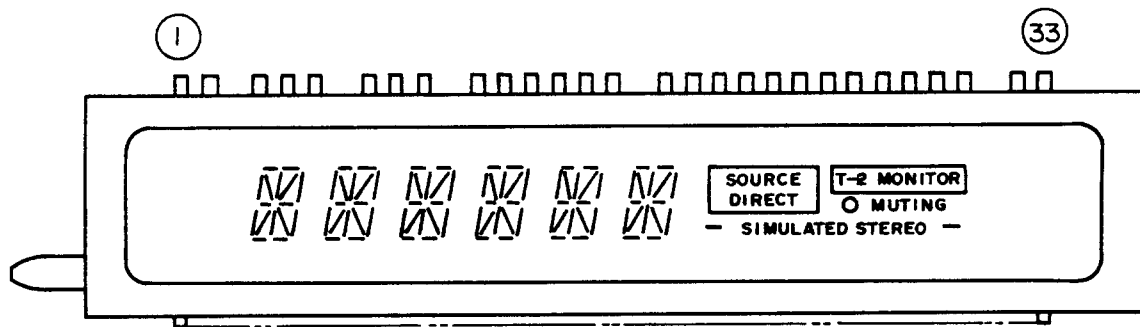 1 33
SOURCE DIRECT
T-2 MONITOR
MUTING
SIMULATED STEREO